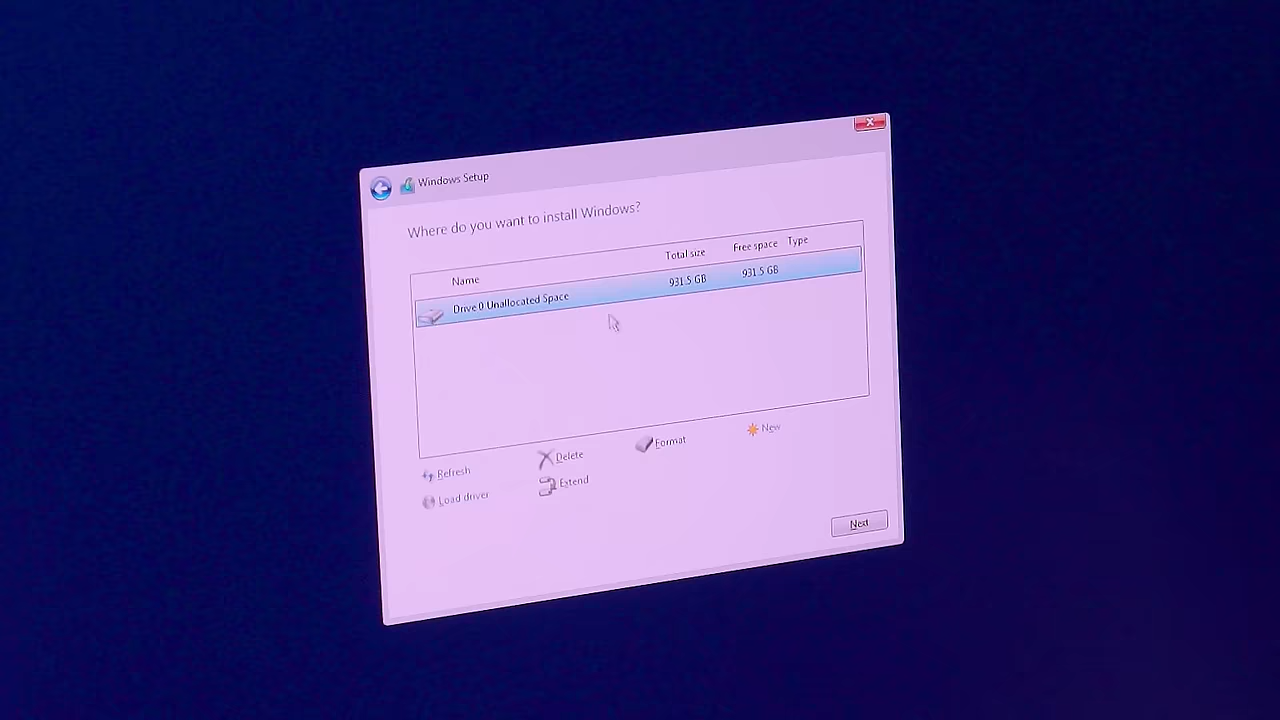 Windows Setup
Where do you want to install Windows?
Name Total size Free space Type
Drive 0 Unallocated Space 931.5 GB 931.5 GB
Refresh Delete Format New
Load driver Extend
Next